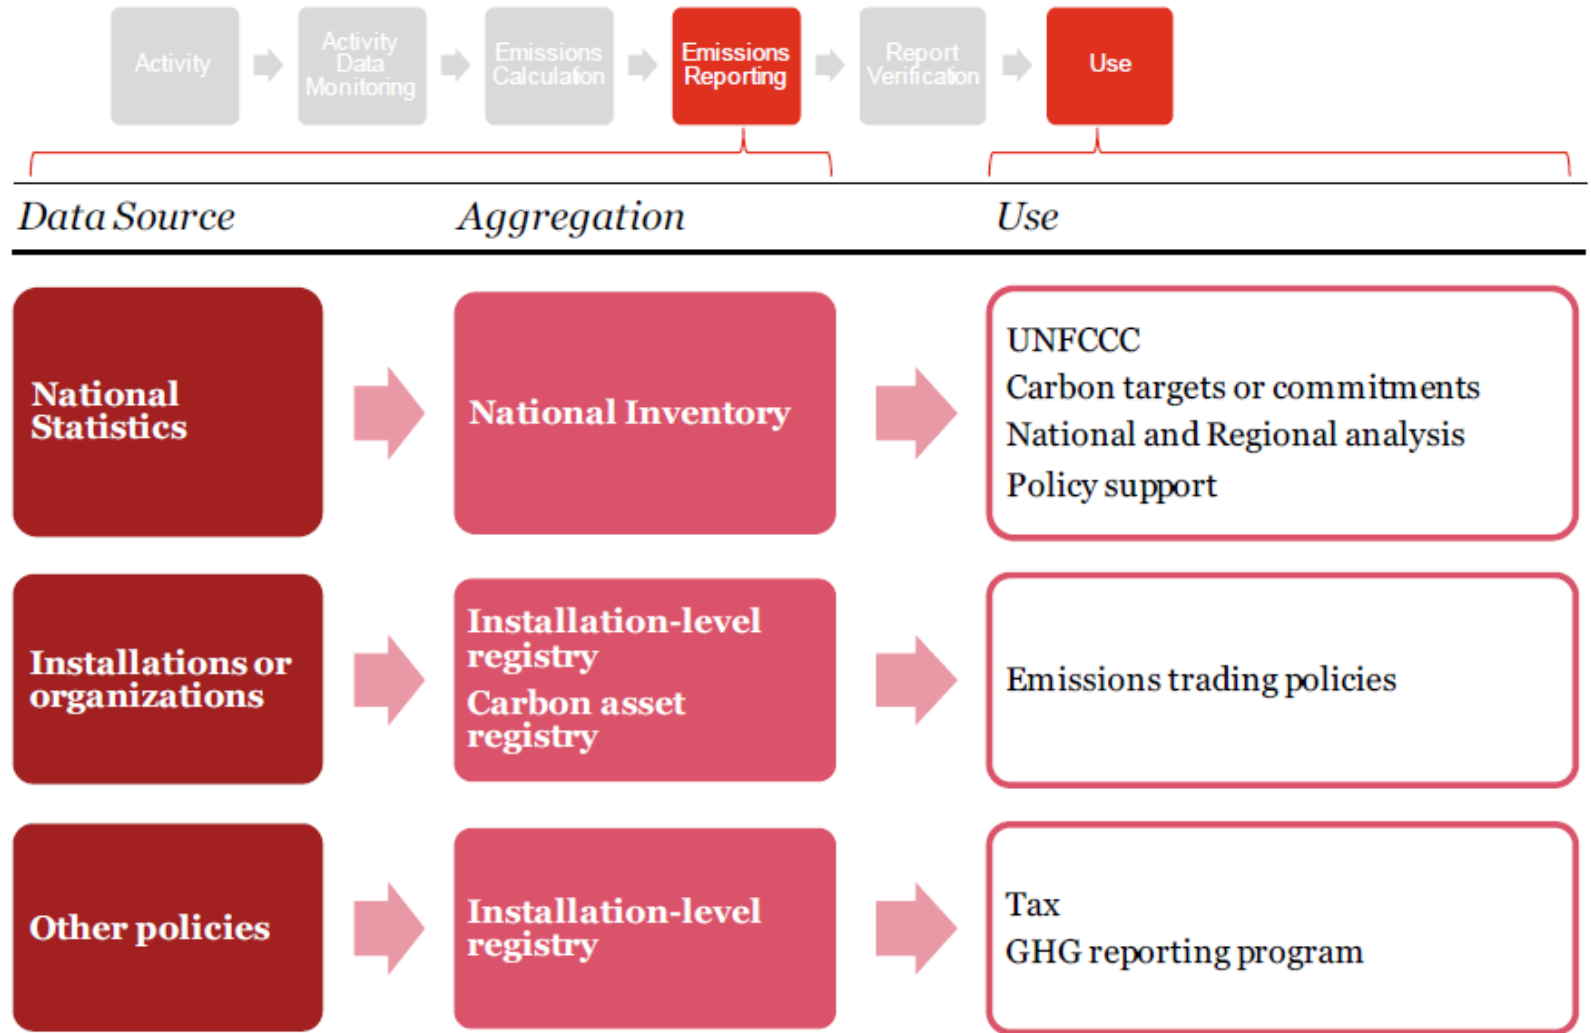 Activity
Activity
Data
Monitoring
Emissions
Calculation
Emissions
Reporting
Report
Verification
Use
Data Source
Aggregation
Use
National
Statistics
National Inventory
UNFCCC
Carbon targets or commitments
National and Regional analysis
Policy support
Installations or
organizations
Installation-level
registry
Carbon asset
registry
Emissions trading policies
Other policies
Installation-level
registry
Tax
GHG reporting program